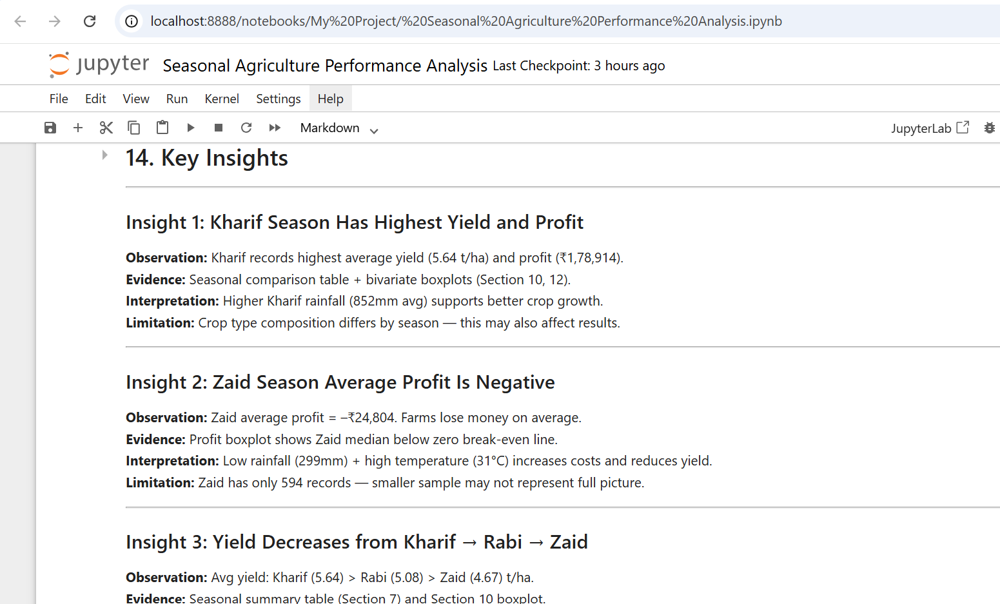 localhost:8888/notebooks/My%20Project/%20Seasonal%20Agriculture%20Performance%20Analysis.ipynb
jupyter Seasonal Agriculture Performance Analysis Last Checkpoint: 3 hours ago
File Edit View Run Kernel Settings Help
Markdown JupyterLab
14. Key Insights
Insight 1: Kharif Season Has Highest Yield and Profit
Observation: Kharif records highest average yield (5.64 t/ha) and profit (₹1,78,914).
Evidence: Seasonal comparison table + bivariate boxplots (Section 10, 12).
Interpretation: Higher Kharif rainfall (852mm avg) supports better crop growth.
Limitation: Crop type composition differs by season — this may also affect results.
Insight 2: Zaid Season Average Profit Is Negative
Observation: Zaid average profit = –₹24,804. Farms lose money on average.
Evidence: Profit boxplot shows Zaid median below zero break-even line.
Interpretation: Low rainfall (299mm) + high temperature (31°C) increases costs and reduces yield.
Limitation: Zaid has only 594 records — smaller sample may not represent full picture.
Insight 3: Yield Decreases from Kharif → Rabi → Zaid
Observation: Avg yield: Kharif (5.64) > Rabi (5.08) > Zaid (4.67) t/ha.
Evidence: Seasonal summary table (Section 7) and Section 10 boxplot.